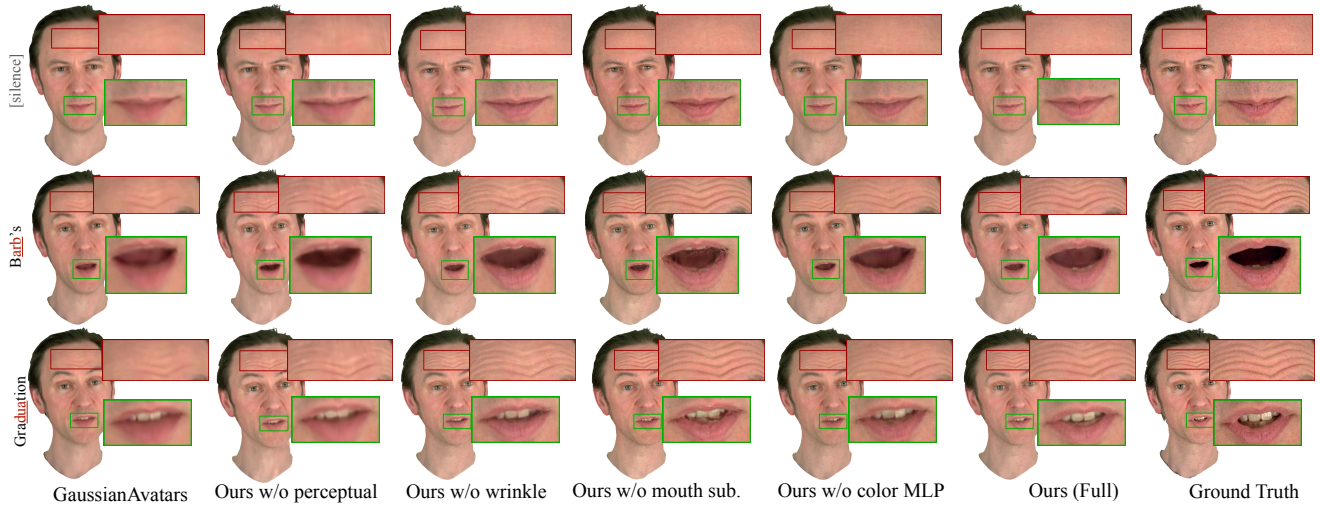 [silence]
Barb's
Graduation
GaussianAvatars
Ours w/o perceptual
Ours w/o wrinkle
Ours w/o mouth sub.
Ours w/o color MLP
Ours (Full)
Ground Truth